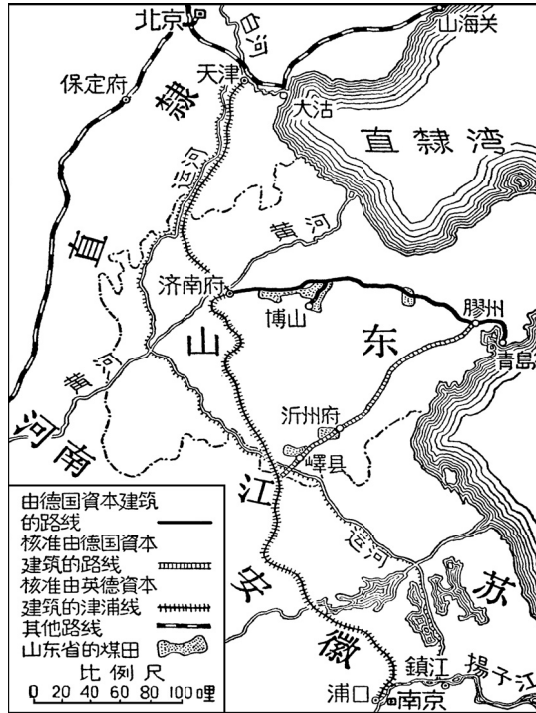 北京
白河
山海关
保定府
天津
大沽
直隶湾
直隸
运河
黄河
济南府
博山
膠州
青島
山东
黄河
河南
沂州府
嶧县
江苏
安徽
运河
鎮江
揚子江
浦口
南京
由德国資本建筑
的路线
核准由德国資本
建筑的路线
核准由英德資本
建筑的津浦线
其他路线
山东省的煤田
比例尺
0 20 40 60 80 100哩